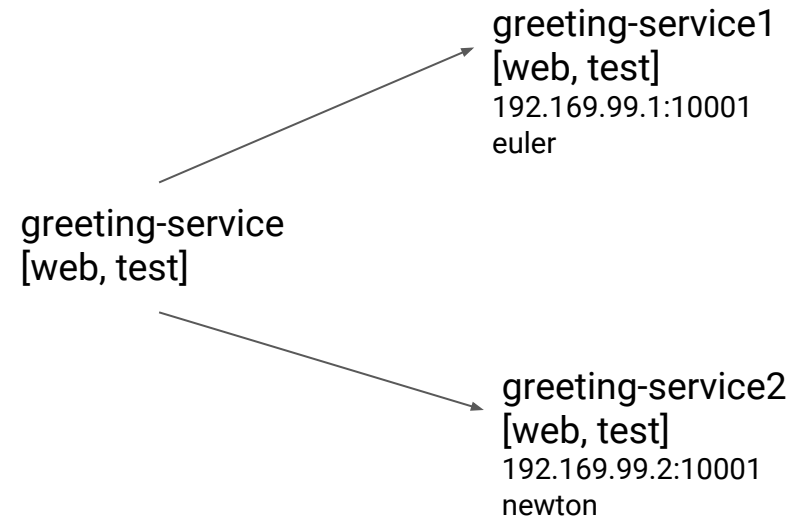 greeting-service1
[web, test]
192.169.99.1:10001
euler
greeting-service
[web, test]
greeting-service2
[web, test]
192.169.99.2:10001
newton